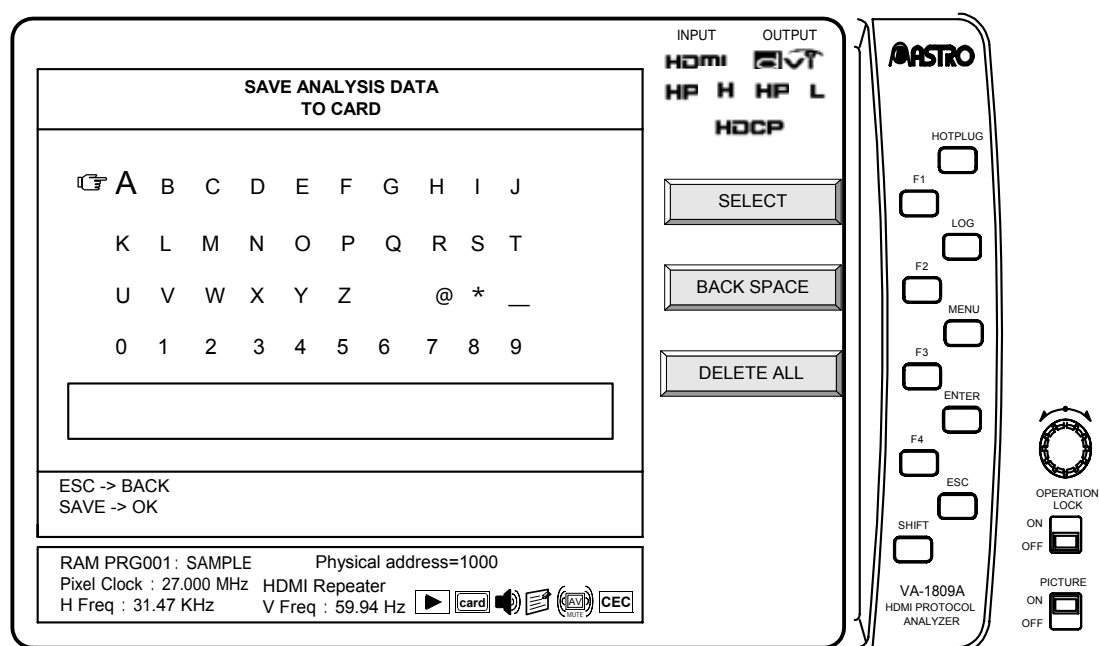 INPUT OUTPUT
HDMI DVI
HP H HP L
HDCP
SAVE ANALYSIS DATA
TO CARD
A B C D E F G H I J
K L M N O P Q R S T
U V W X Y Z @ * _
0 1 2 3 4 5 6 7 8 9
ESC -> BACK
SAVE -> OK
RAM PRG001 : SAMPLE Physical address=1000
Pixel Clock : 27.000 MHz HDMI Repeater
H Freq : 31.47 KHz V Freq : 59.94 Hz card AV MUTE CEC
SELECT
BACK SPACE
DELETE ALL
ASTRO
HOTPLUG
F1
LOG
F2
MENU
F3
ENTER
F4
ESC
SHIFT
VA-1809A
HDMI PROTOCOL
ANALYZER
OPERATION
LOCK
ON
OFF
PICTURE
ON
OFF